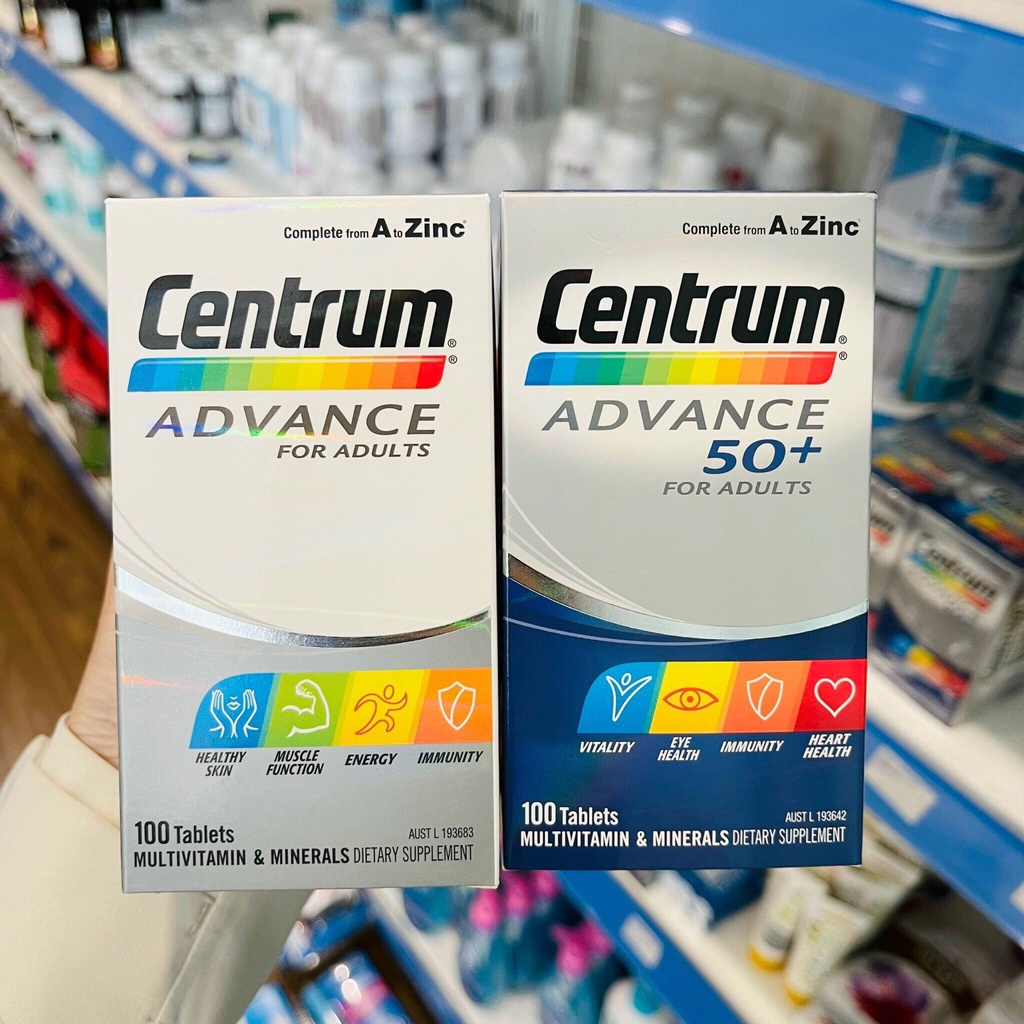 Complete from A to Zinc®
Centrum®
®
ADVANCE
FOR ADULTS
HEALTHY SKIN
MUSCLE FUNCTION
ENERGY
IMMUNITY
100 Tablets
AUST L 193683
MULTIVITAMIN & MINERALS DIETARY SUPPLEMENT
Complete from A to Zinc®
Centrum®
®
ADVANCE
50+
FOR ADULTS
VITALITY
EYE HEALTH
IMMUNITY
HEART HEALTH
100 Tablets
AUST L 193642
MULTIVITAMIN & MINERALS DIETARY SUPPLEMENT
Centrum